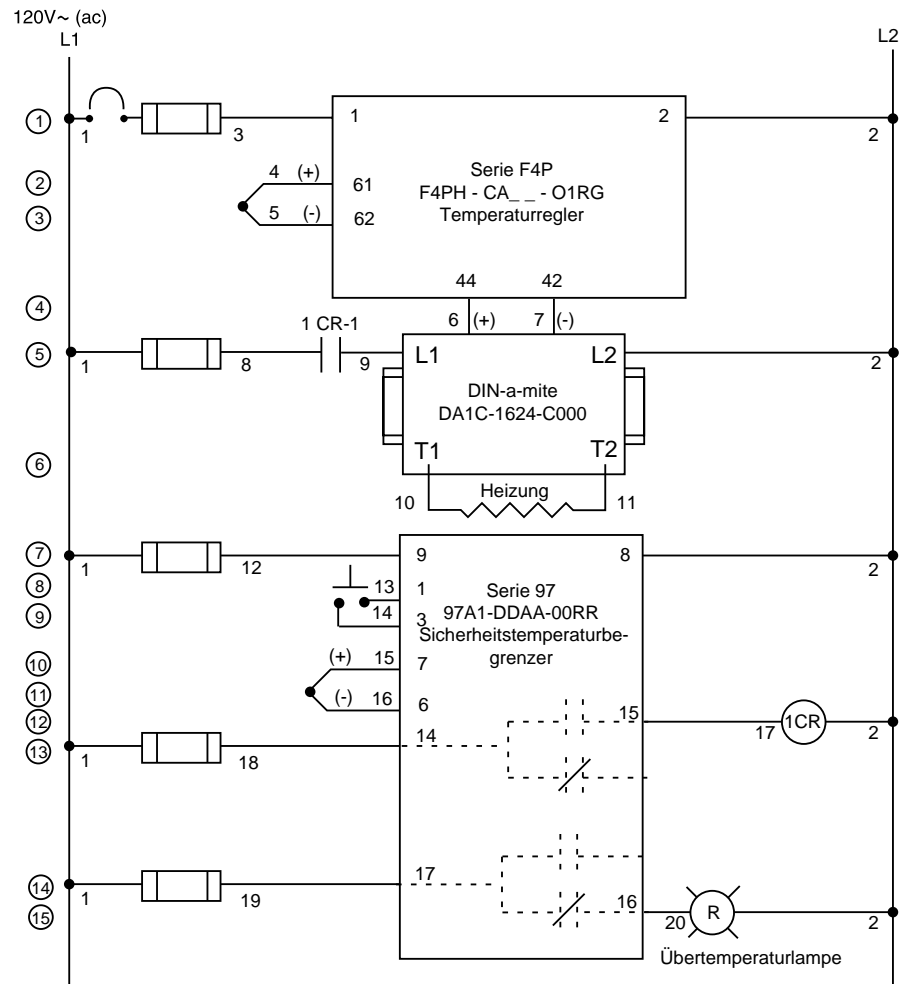 120V~ (ac)
L1
L2
1
1
3
1
2
2
Serie F4P
F4PH - CA_ _ - O1RG
Temperaturregler
2
4 (+)
61
3
5 (-)
62
44
42
4
6 (+)
7 (-)
1 CR-1
5
1
8
9
L1
L2
2
DIN-a-mite
DA1C-1624-C000
T1
T2
6
10
Heizung
11
7
1
12
9
8
2
8
13
1
Serie 97
9
14
3
97A1-DDAA-00RR
Sicherheitstemperaturbe-
grenzer
10
(+) 15
7
11
(-) 16
6
12
15
17
1CR
2
13
1
18
14
14
1
19
17
15
16
20
R
2
Übertemperaturlampe